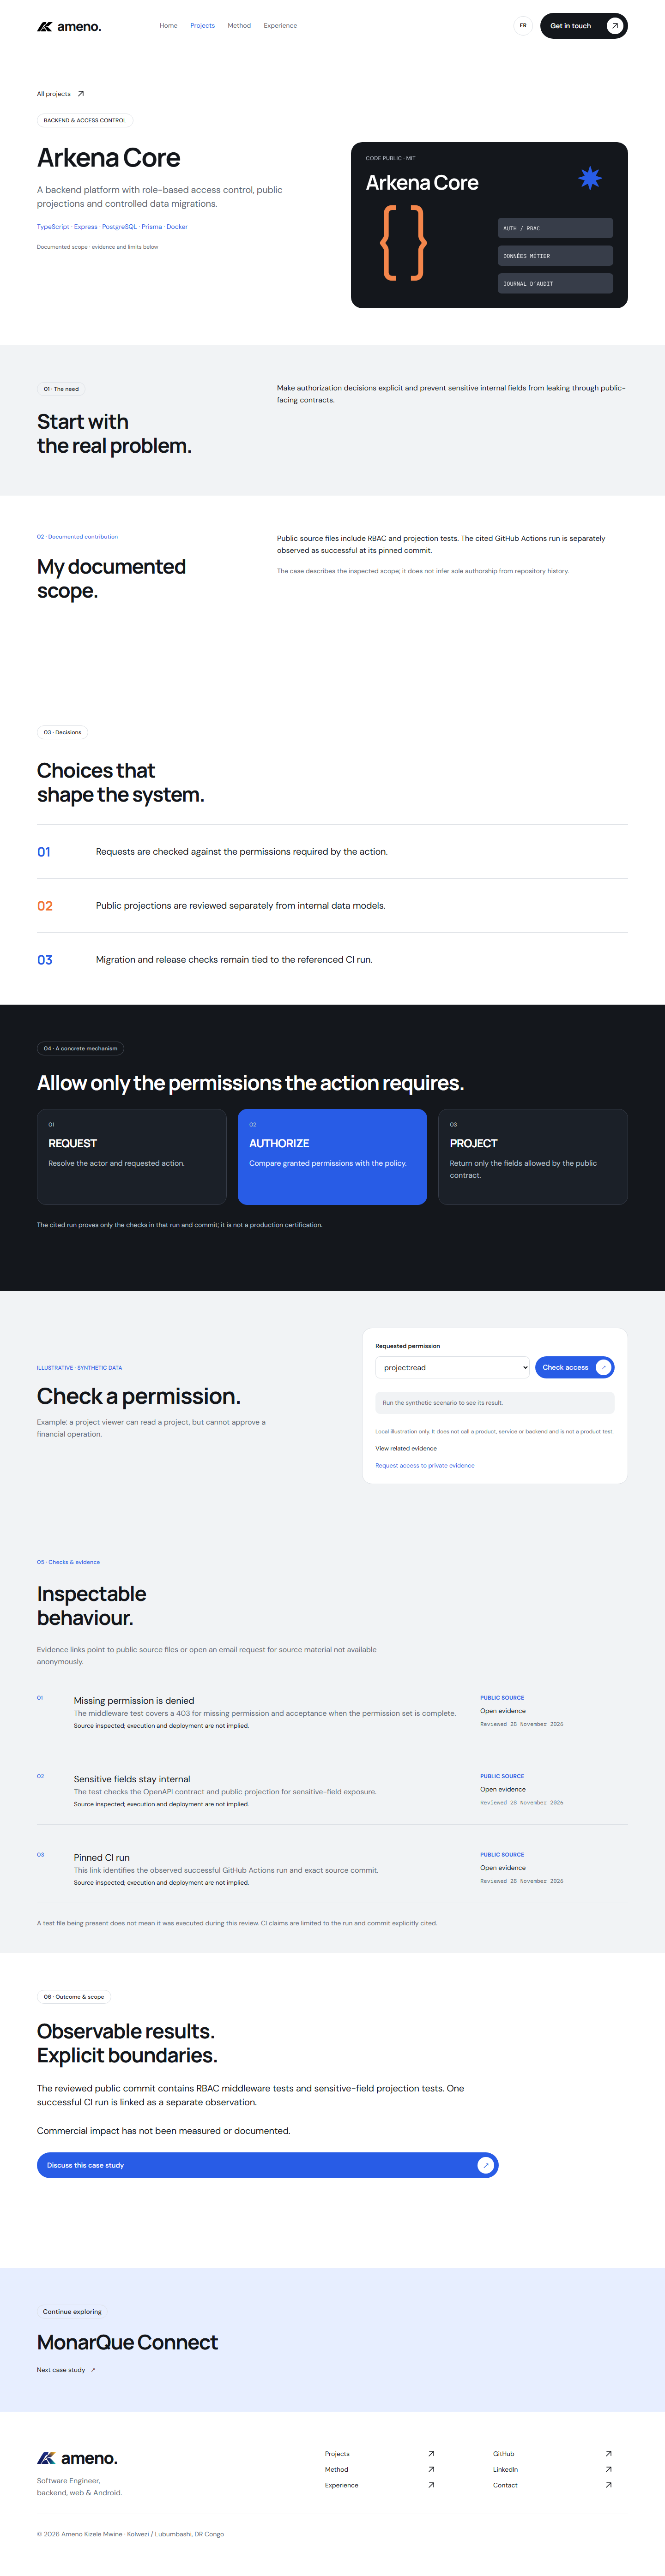 ameno.
Home
Projects
Method
Experience
FR
Get in touch
All projects
BACKEND & ACCESS CONTROL
Arkena Core
A backend platform with role-based access control, public
projections and controlled data migrations.
TypeScript · Express · PostgreSQL · Prisma · Docker
Documented scope · evidence and limits below
CODE PUBLIC · MIT
Arkena Core
{ }
AUTH / RBAC
DONNÉES MÉTIER
JOURNAL D'AUDIT
01 · The need
Start with
the real problem.
Make authorization decisions explicit and prevent sensitive internal fields from leaking through public-
facing contracts.
02 · Documented contribution
My documented
scope.
Public source files include RBAC and projection tests. The cited GitHub Actions run is separately
observed as successful at its pinned commit.
The case describes the inspected scope; it does not infer sole authorship from repository history.
03 · Decisions
Choices that
shape the system.
01
Requests are checked against the permissions required by the action.
02
Public projections are reviewed separately from internal data models.
03
Migration and release checks remain tied to the referenced CI run.
04 · A concrete mechanism
Allow only the permissions the action requires.
01
REQUEST
Resolve the actor and requested action.
02
AUTHORIZE
Compare granted permissions with the policy.
03
PROJECT
Return only the fields allowed by the public
contract.
The cited run proves only the checks in that run and commit; it is not a production certification.
ILLUSTRATIVE · SYNTHETIC DATA
Check a permission.
Example: a project viewer can read a project, but cannot approve a
financial operation.
Requested permission
project:read
Check access
Run the synthetic scenario to see its result.
Local illustration only. It does not call a product, service or backend and is not a product test.
View related evidence
Request access to private evidence
05 · Checks & evidence
Inspectable
behaviour.
Evidence links point to public source files or open an email request for source material not available
anonymously.
01
Missing permission is denied
The middleware test covers a 403 for missing permission and acceptance when the permission set is complete.
Source inspected; execution and deployment are not implied.
PUBLIC SOURCE
Open evidence
Reviewed 28 November 2026
02
Sensitive fields stay internal
The test checks the OpenAPI contract and public projection for sensitive-field exposure.
Source inspected; execution and deployment are not implied.
PUBLIC SOURCE
Open evidence
Reviewed 28 November 2026
03
Pinned CI run
This link identifies the observed successful GitHub Actions run and exact source commit.
Source inspected; execution and deployment are not implied.
PUBLIC SOURCE
Open evidence
Reviewed 28 November 2026
A test file being present does not mean it was executed during this review. CI claims are limited to the run and commit explicitly cited.
06 · Outcome & scope
Observable results.
Explicit boundaries.
The reviewed public commit contains RBAC middleware tests and sensitive-field projection tests. One
successful CI run is linked as a separate observation.
Commercial impact has not been measured or documented.
Discuss this case study
Continue exploring
MonarQue Connect
Next case study
ameno.
Software Engineer,
backend, web & Android.
Projects
Method
Experience
GitHub
LinkedIn
Contact
© 2026 Ameno Kizele Mwine · Kolwezi / Lubumbashi, DR Congo